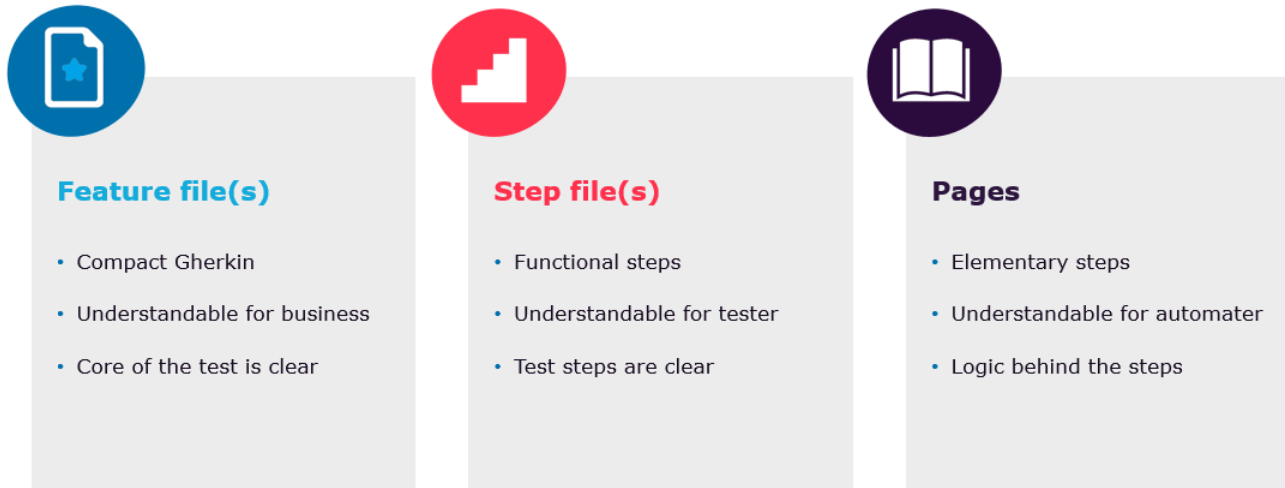 Feature file(s)
• Compact Gherkin
• Understandable for business
• Core of the test is clear
Step file(s)
• Functional steps
• Understandable for tester
• Test steps are clear
Pages
• Elementary steps
• Understandable for automater
• Logic behind the steps